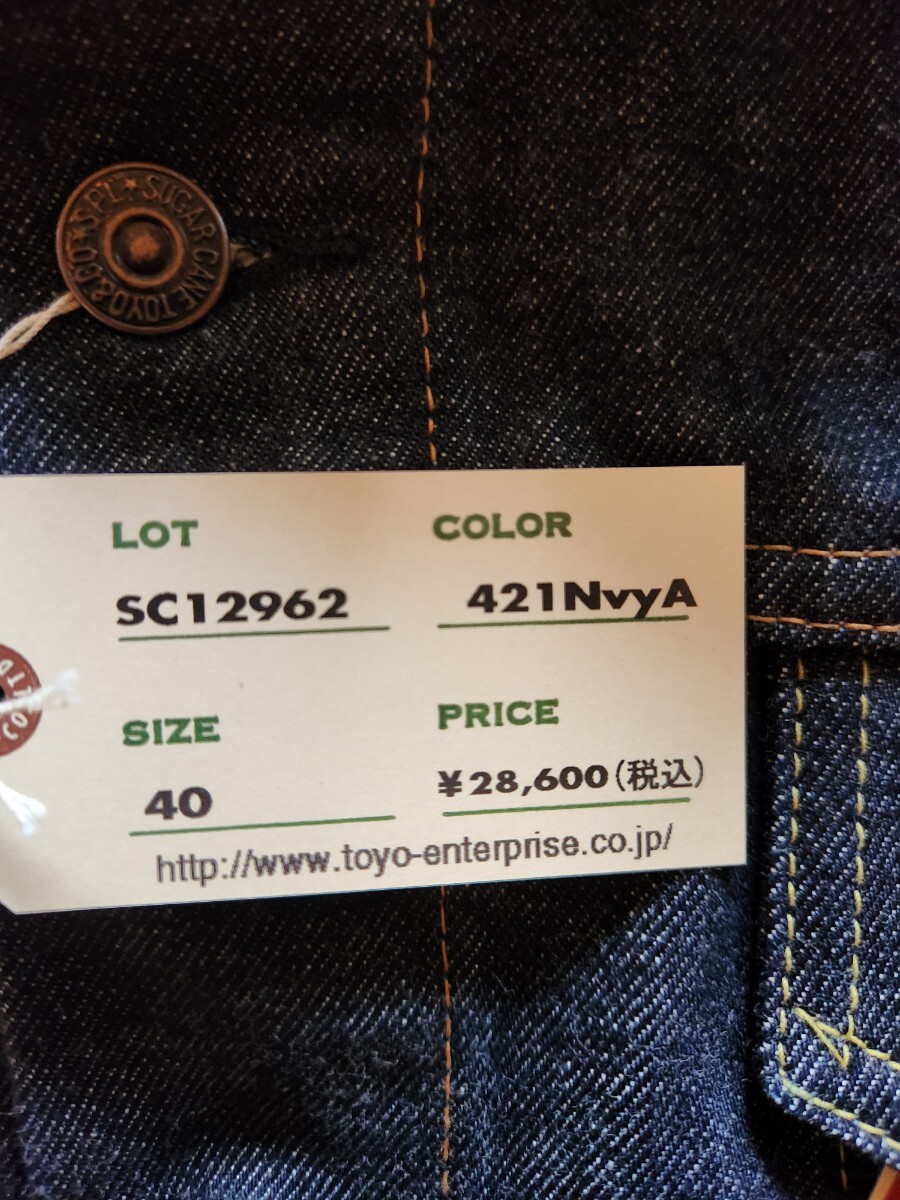 SUGAR CANE TOYO & CO ★ SP'L ★
LOT
COLOR
SC12962
421NvyA
SIZE
PRICE
40
¥28,600(税込)
http://www.toyo-enterprise.co.jp/